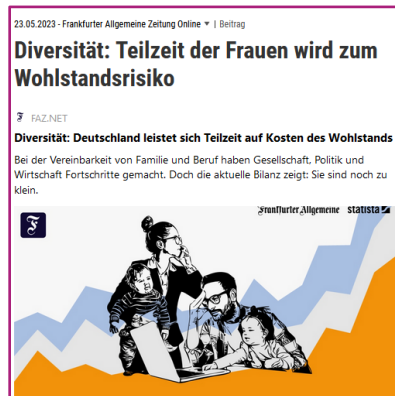 23.05.2023 - Frankfurter Allgemeine Zeitung Online ▾ | Beitrag
Diversität: Teilzeit der Frauen wird zum
Wohlstandsrisiko
F FAZ.NET
Diversität: Deutschland leistet sich Teilzeit auf Kosten des Wohlstands
Bei der Vereinbarkeit von Familie und Beruf haben Gesellschaft, Politik und
Wirtschaft Fortschritte gemacht. Doch die aktuelle Bilanz zeigt: Sie sind noch zu
klein.
Frankfurter Allgemeine statista
F